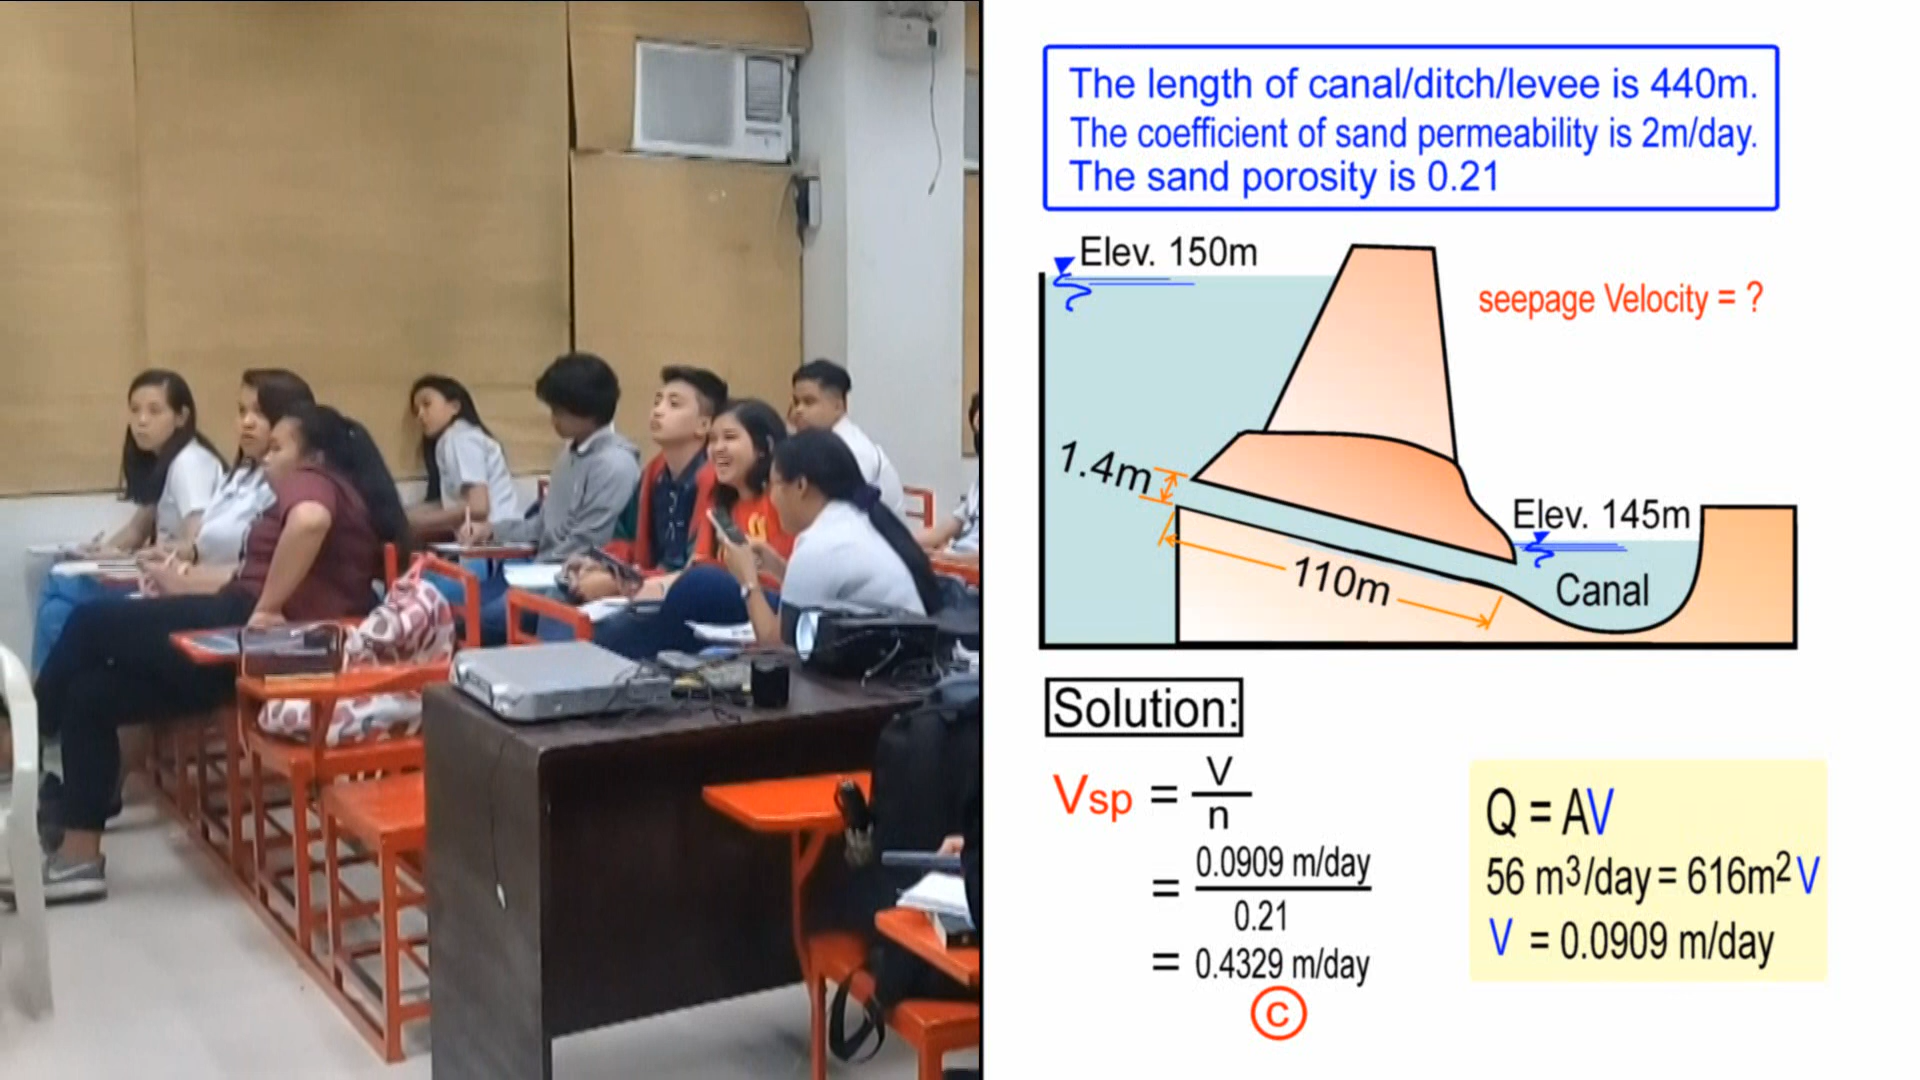 The length of canal/ditch/levee is 440m.
The coefficient of sand permeability is 2m/day.
The sand porosity is 0.21
Elev. 150m
seepage Velocity = ?
1.4m
Elev. 145m
110m
Canal
Solution:
Vsp = V/n
= 0.0909 m/day / 0.21
= 0.4329 m/day
C
Q = AV
56 m³/day = 616m² V
V = 0.0909 m/day